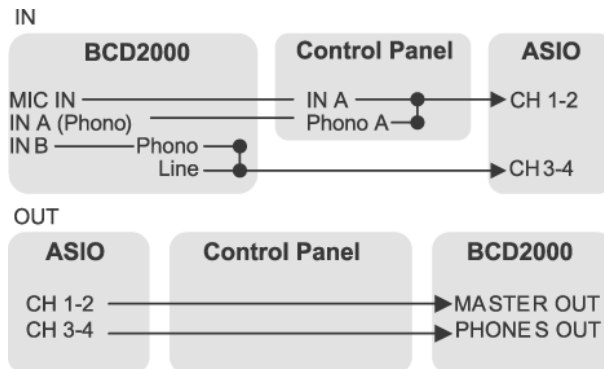 IN
BCD2000 Control Panel ASIO
MIC IN IN A CH 1-2
IN A (Phono) Phono A
IN B Phono
Line CH 3-4
OUT
ASIO Control Panel BCD2000
CH 1-2 MASTER OUT
CH 3-4 PHONES OUT